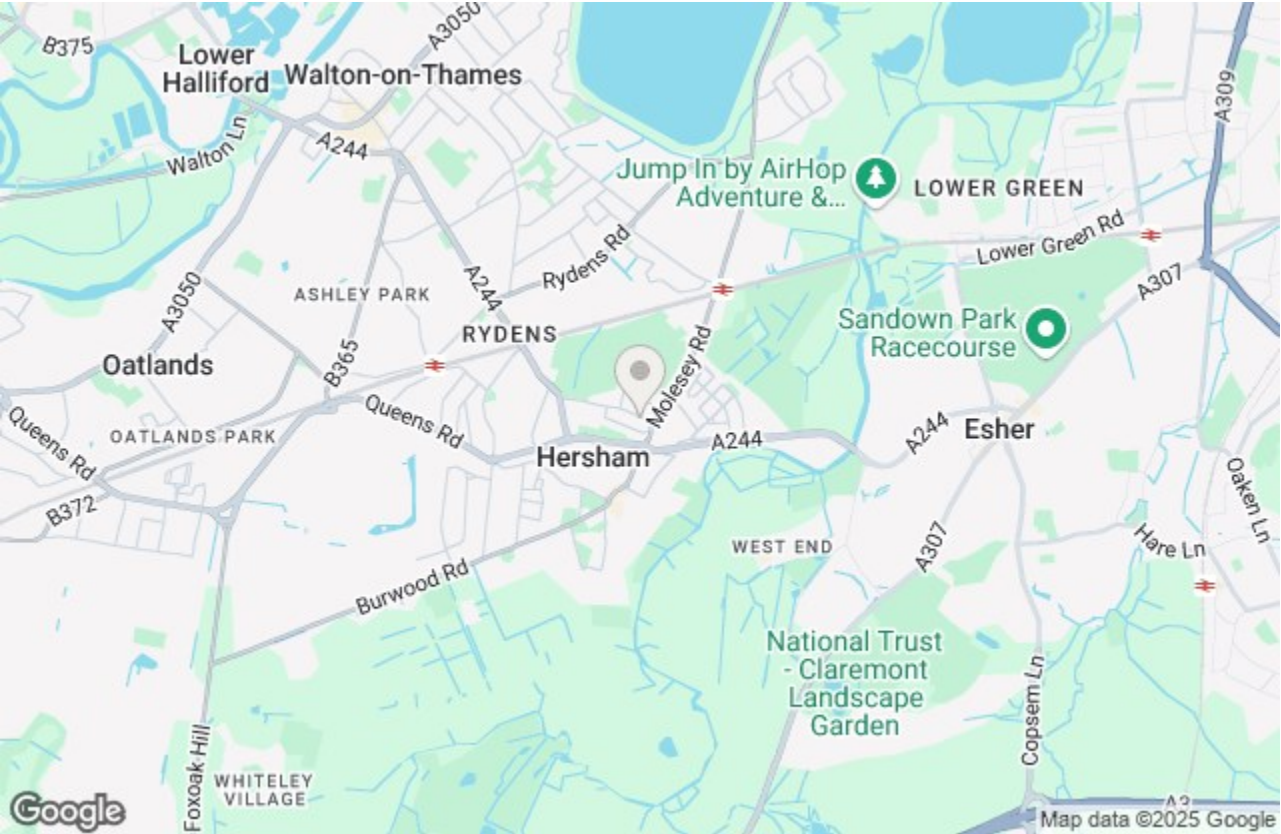 B375
Lower
Halliford
Walton-on-Thames
A3050
A309
Walton Ln
A244
Jump In by AirHop
Adventure &...
LOWER GREEN
Lower Green Rd
Rydens Rd
A3050
ASHLEY PARK
A244
A307
RYDENS
Sandown Park
Racecourse
Oatlands
B365
Molesey Rd
Queens Rd
Queens Rd
OATLANDS PARK
Hersham
A244
A244
Esher
B372
Oaken Ln
WEST END
A307
Hare Ln
Burwood Rd
National Trust
- Claremont
Landscape
Garden
Copsem Ln
Foxoak Hill
WHITELEY
VILLAGE
A3
Google
Map data ©2025 Google